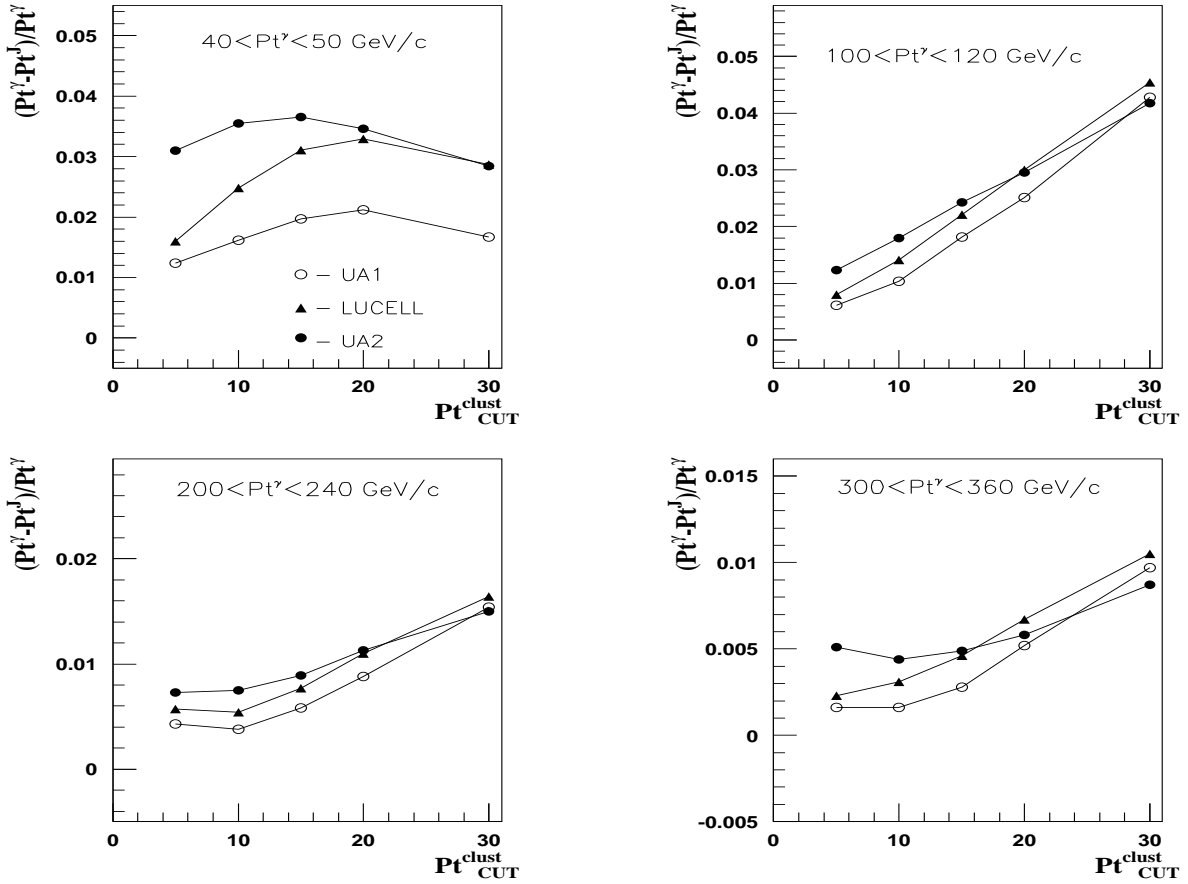 (Pt^γ-Pt^J)/Pt^γ
40<Pt^γ<50 GeV/c
0.05
0.04
0.03
0.02
0.01
0
○ – UA1
▲ – LUCELL
● – UA2
0 10 20 30
Pt^clust_CUT
(Pt^γ-Pt^J)/Pt^γ
100<Pt^γ<120 GeV/c
0.05
0.04
0.03
0.02
0.01
0
0 10 20 30
Pt^clust_CUT
(Pt^γ-Pt^J)/Pt^γ
200<Pt^γ<240 GeV/c
0.02
0.01
0
0 10 20 30
Pt^clust_CUT
(Pt^γ-Pt^J)/Pt^γ
300<Pt^γ<360 GeV/c
0.015
0.01
0.005
0
-0.005
0 10 20 30
Pt^clust_CUT